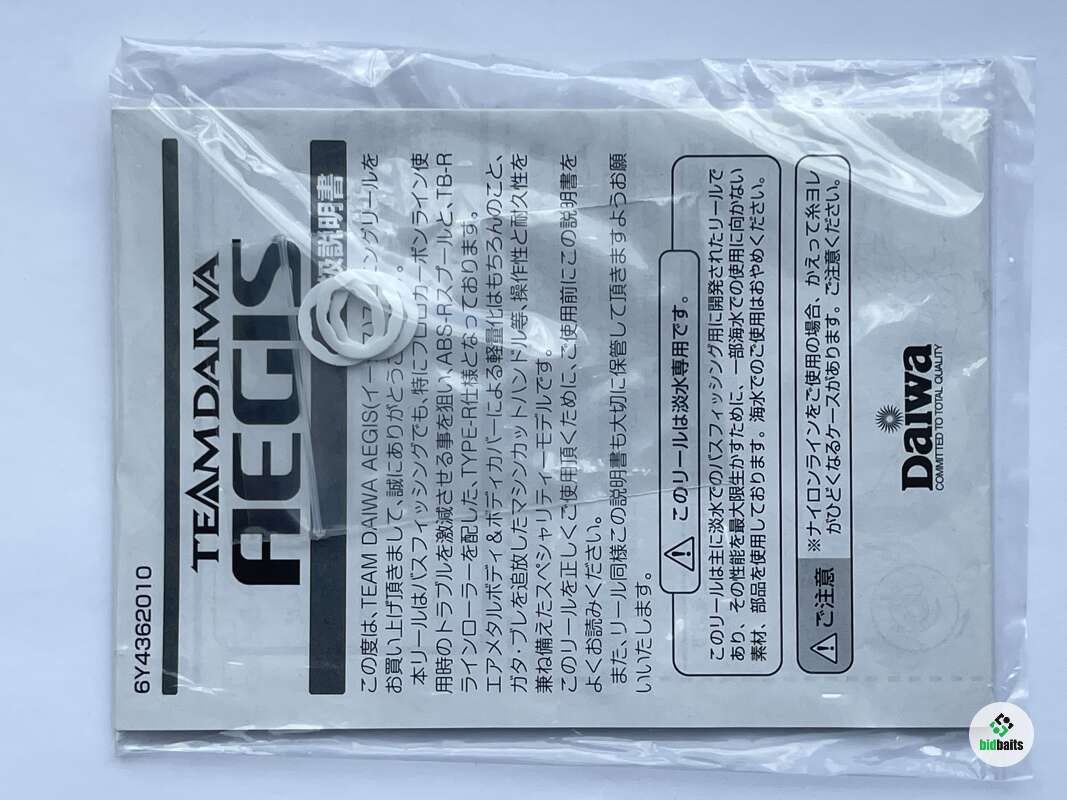 6Y4362010
TEAM DAIWA
AEGIS
扱説明書
この度は、TEAM DAIWA AEGIS(イー
ングリールを
お買い上げ頂きまして、誠にありがとうご
。
本リールはバスフィッシングでも、特にフロロカーボンライン使
用時のトラブルを激減させる事を狙い、ABS-Rスプールと、TB-R
ラインローラーを配した、TYPE-R仕様となっております。
エアメタルボディ&ボディカバーによる軽量化はもちろんのこと、
ガタ・ブレを追放したマシンカットハンドル等、操作性と耐久性を
兼ね備えたスペシャリティーモデルです。
このリールを正しくご使用頂くために、ご使用前にこの説明書を
よくお読みください。
また、リール同様この説明書も大切に保管して頂きますようお願
いいたします。
このリールは淡水専用です。
このリールは主に淡水でのバスフィッシング用に開発されたリールで
あり、その性能を最大限生かすために、一部海水での使用に向かない
素材、部品を使用しております。海水でのご使用はおやめください。
ご注意
※ナイロンラインをご使用の場合、かえって糸ヨレ
がひどくなるケースがあります。ご注意ください。
Daiwa
COMMITTED TO TOTAL QUALITY
bidbaits